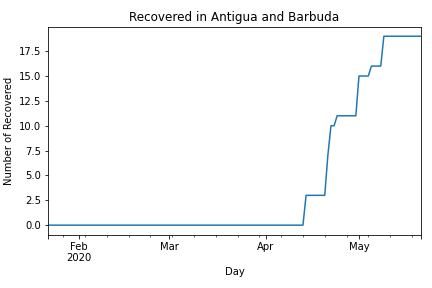 Recovered in Antigua and Barbuda
Number of Recovered
17.5
15.0
12.5
10.0
7.5
5.0
2.5
0.0
Feb
2020
Mar
Apr
May
Day